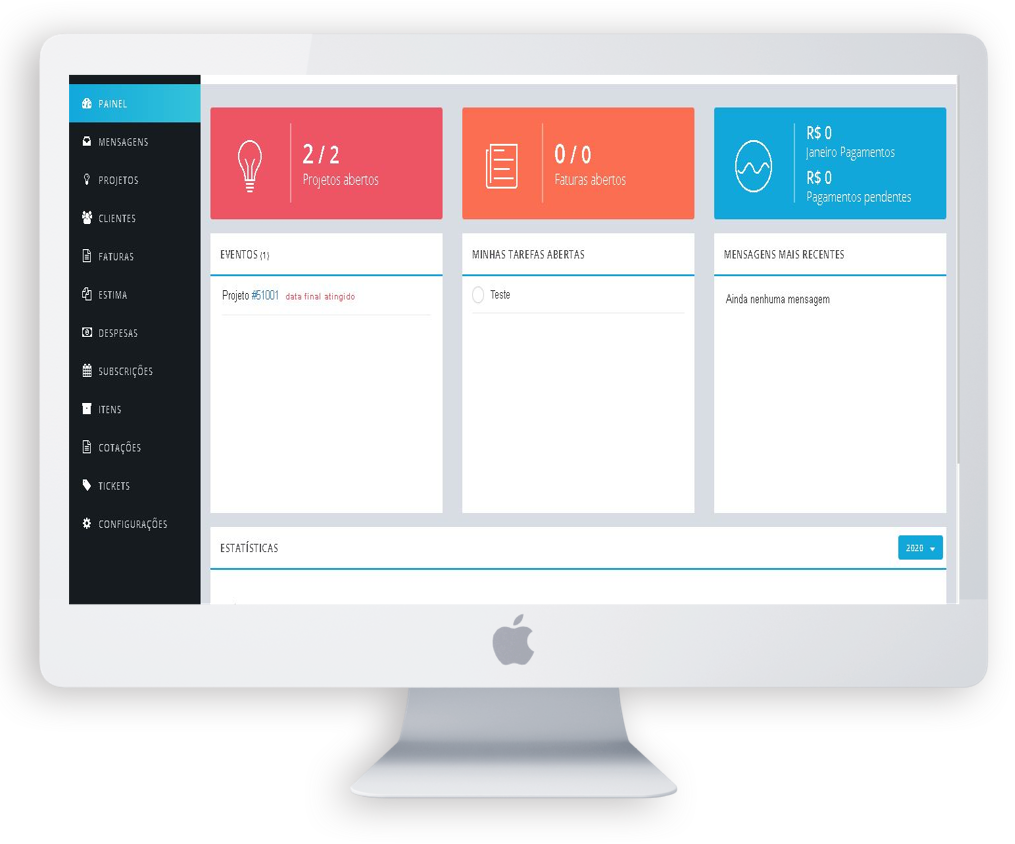 PAINEL
MENSAGENS
PROJETOS
CLIENTES
FATURAS
ESTIMA
DESPESAS
SUBSCRIÇÕES
ITENS
COTAÇÕES
TICKETS
CONFIGURAÇÕES
2 / 2
Projetos abertos
0 / 0
Faturas abertos
R$ 0
Janeiro Pagamentos
R$ 0
Pagamentos pendentes
EVENTOS (1)
Projeto #51001 data final atingido
MINHAS TAREFAS ABERTAS
Teste
MENSAGENS MAIS RECENTES
Ainda nenhuma mensagem
ESTATÍSTICAS
2020